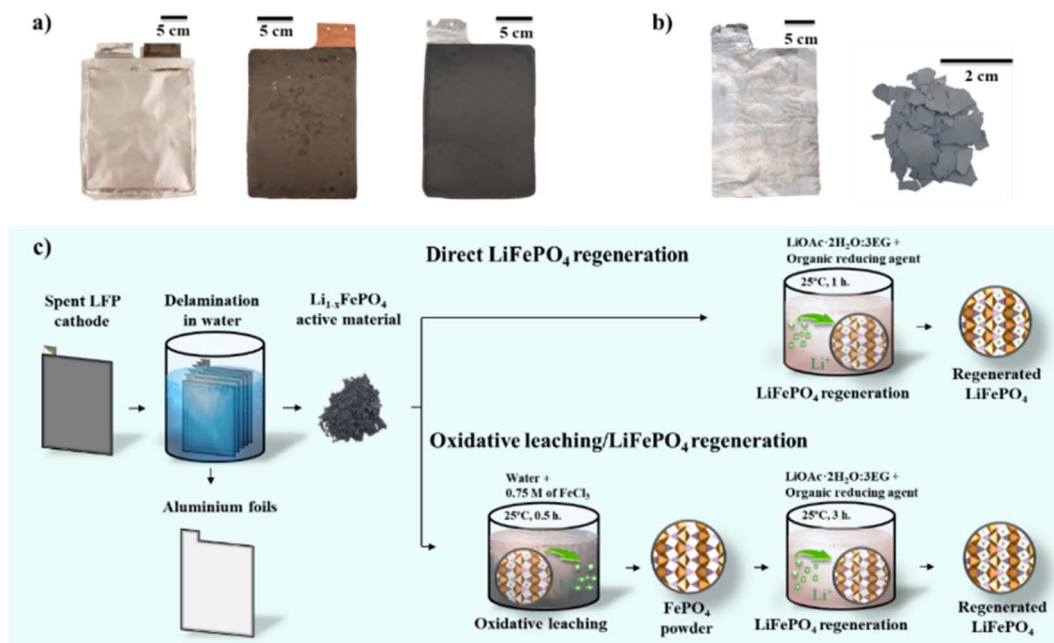 a)
5 cm
5 cm
5 cm
b)
5 cm
2 cm
c)
Direct LiFePO₄ regeneration
Spent LFP
cathode
Delamination
in water
Li₁₋ₓFePO₄
active material
LiOAc·2H₂O:3EG +
Organic reducing agent
25ºC, 1 h.
Li⁺
LiFePO₄ regeneration
Regenerated
LiFePO₄
Oxidative leaching/LiFePO₄ regeneration
Aluminium foils
Water +
0.75 M of FeCl₃
25ºC, 0.5 h.
Oxidative leaching
FePO₄
powder
LiOAc·2H₂O:3EG +
Organic reducing agent
25ºC, 3 h.
Li⁺
LiFePO₄ regeneration
Regenerated
LiFePO₄